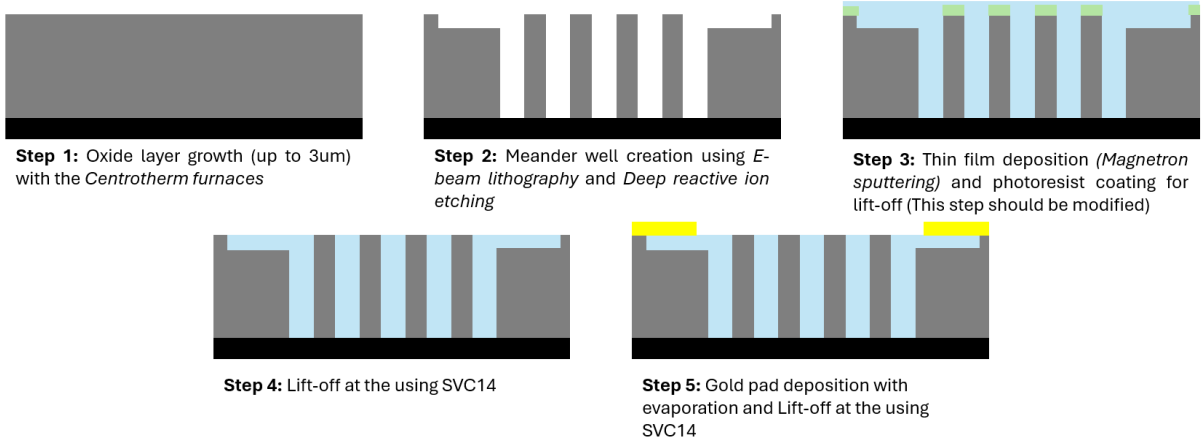 Step 1: Oxide layer growth (up to 3um)
with the Centrotherm furnaces
Step 2: Meander well creation using E-
beam lithography and Deep reactive ion
etching
Step 3: Thin film deposition (Magnetron
sputtering) and photoresist coating for
lift-off (This step should be modified)
Step 4: Lift-off at the using SVC14
Step 5: Gold pad deposition with
evaporation and Lift-off at the using
SVC14